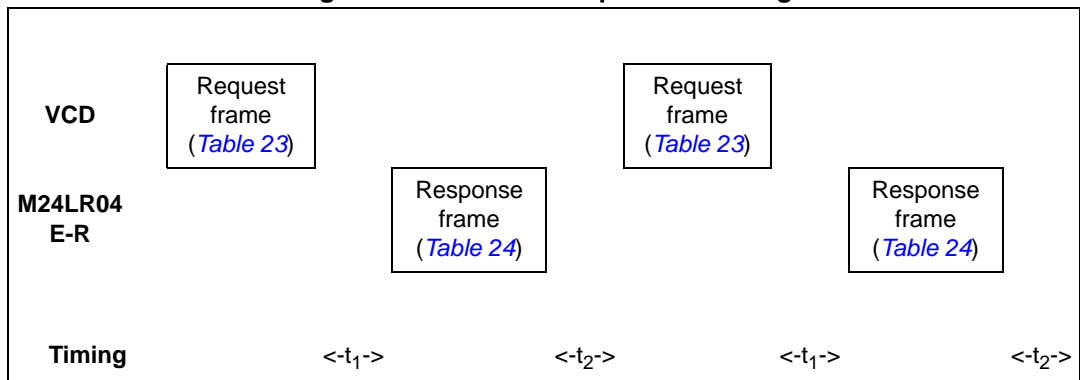 VCD
Request
frame
(Table 23)
Request
frame
(Table 23)
M24LR04
E-R
Response
frame
(Table 24)
Response
frame
(Table 24)
Timing <-t1-> <-t2-> <-t1-> <-t2->